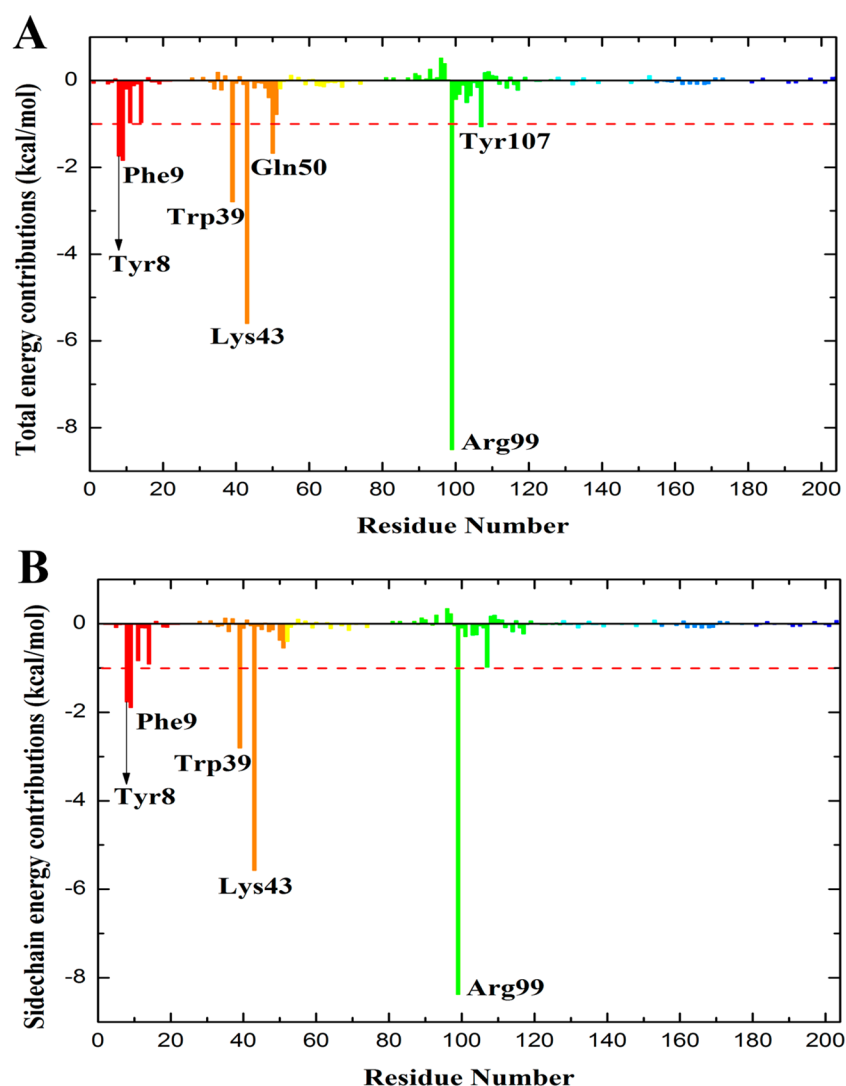 A
Total energy contributions (kcal/mol)
0
-2
-4
-6
-8
Phe9
Tyr8
Trp39
Gln50
Lys43
Tyr107
Arg99
0 20 40 60 80 100 120 140 160 180 200
Residue Number
B
Sidechain energy contributions (kcal/mol)
0
-2
-4
-6
-8
Phe9
Tyr8
Trp39
Lys43
Arg99
0 20 40 60 80 100 120 140 160 180 200
Residue Number